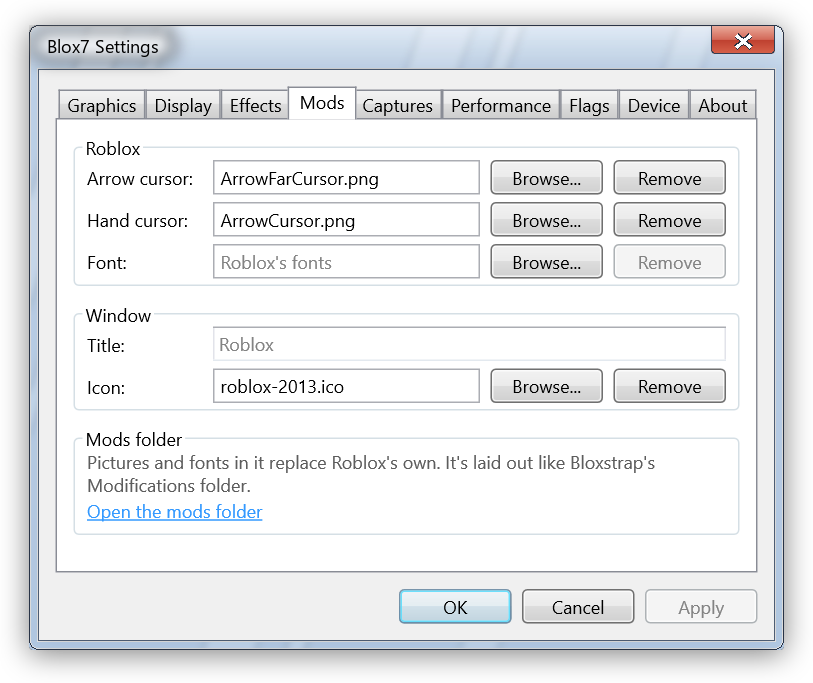 Blox7 Settings
Graphics Display Effects Mods Captures Performance Flags Device About
Roblox
Arrow cursor: ArrowFarCursor.png Browse... Remove
Hand cursor: ArrowCursor.png Browse... Remove
Font: Roblox's fonts Browse... Remove
Window
Title: Roblox
Icon: roblox-2013.ico Browse... Remove
Mods folder
Pictures and fonts in it replace Roblox's own. It's laid out like Bloxstrap's
Modifications folder.
Open the mods folder
OK Cancel Apply